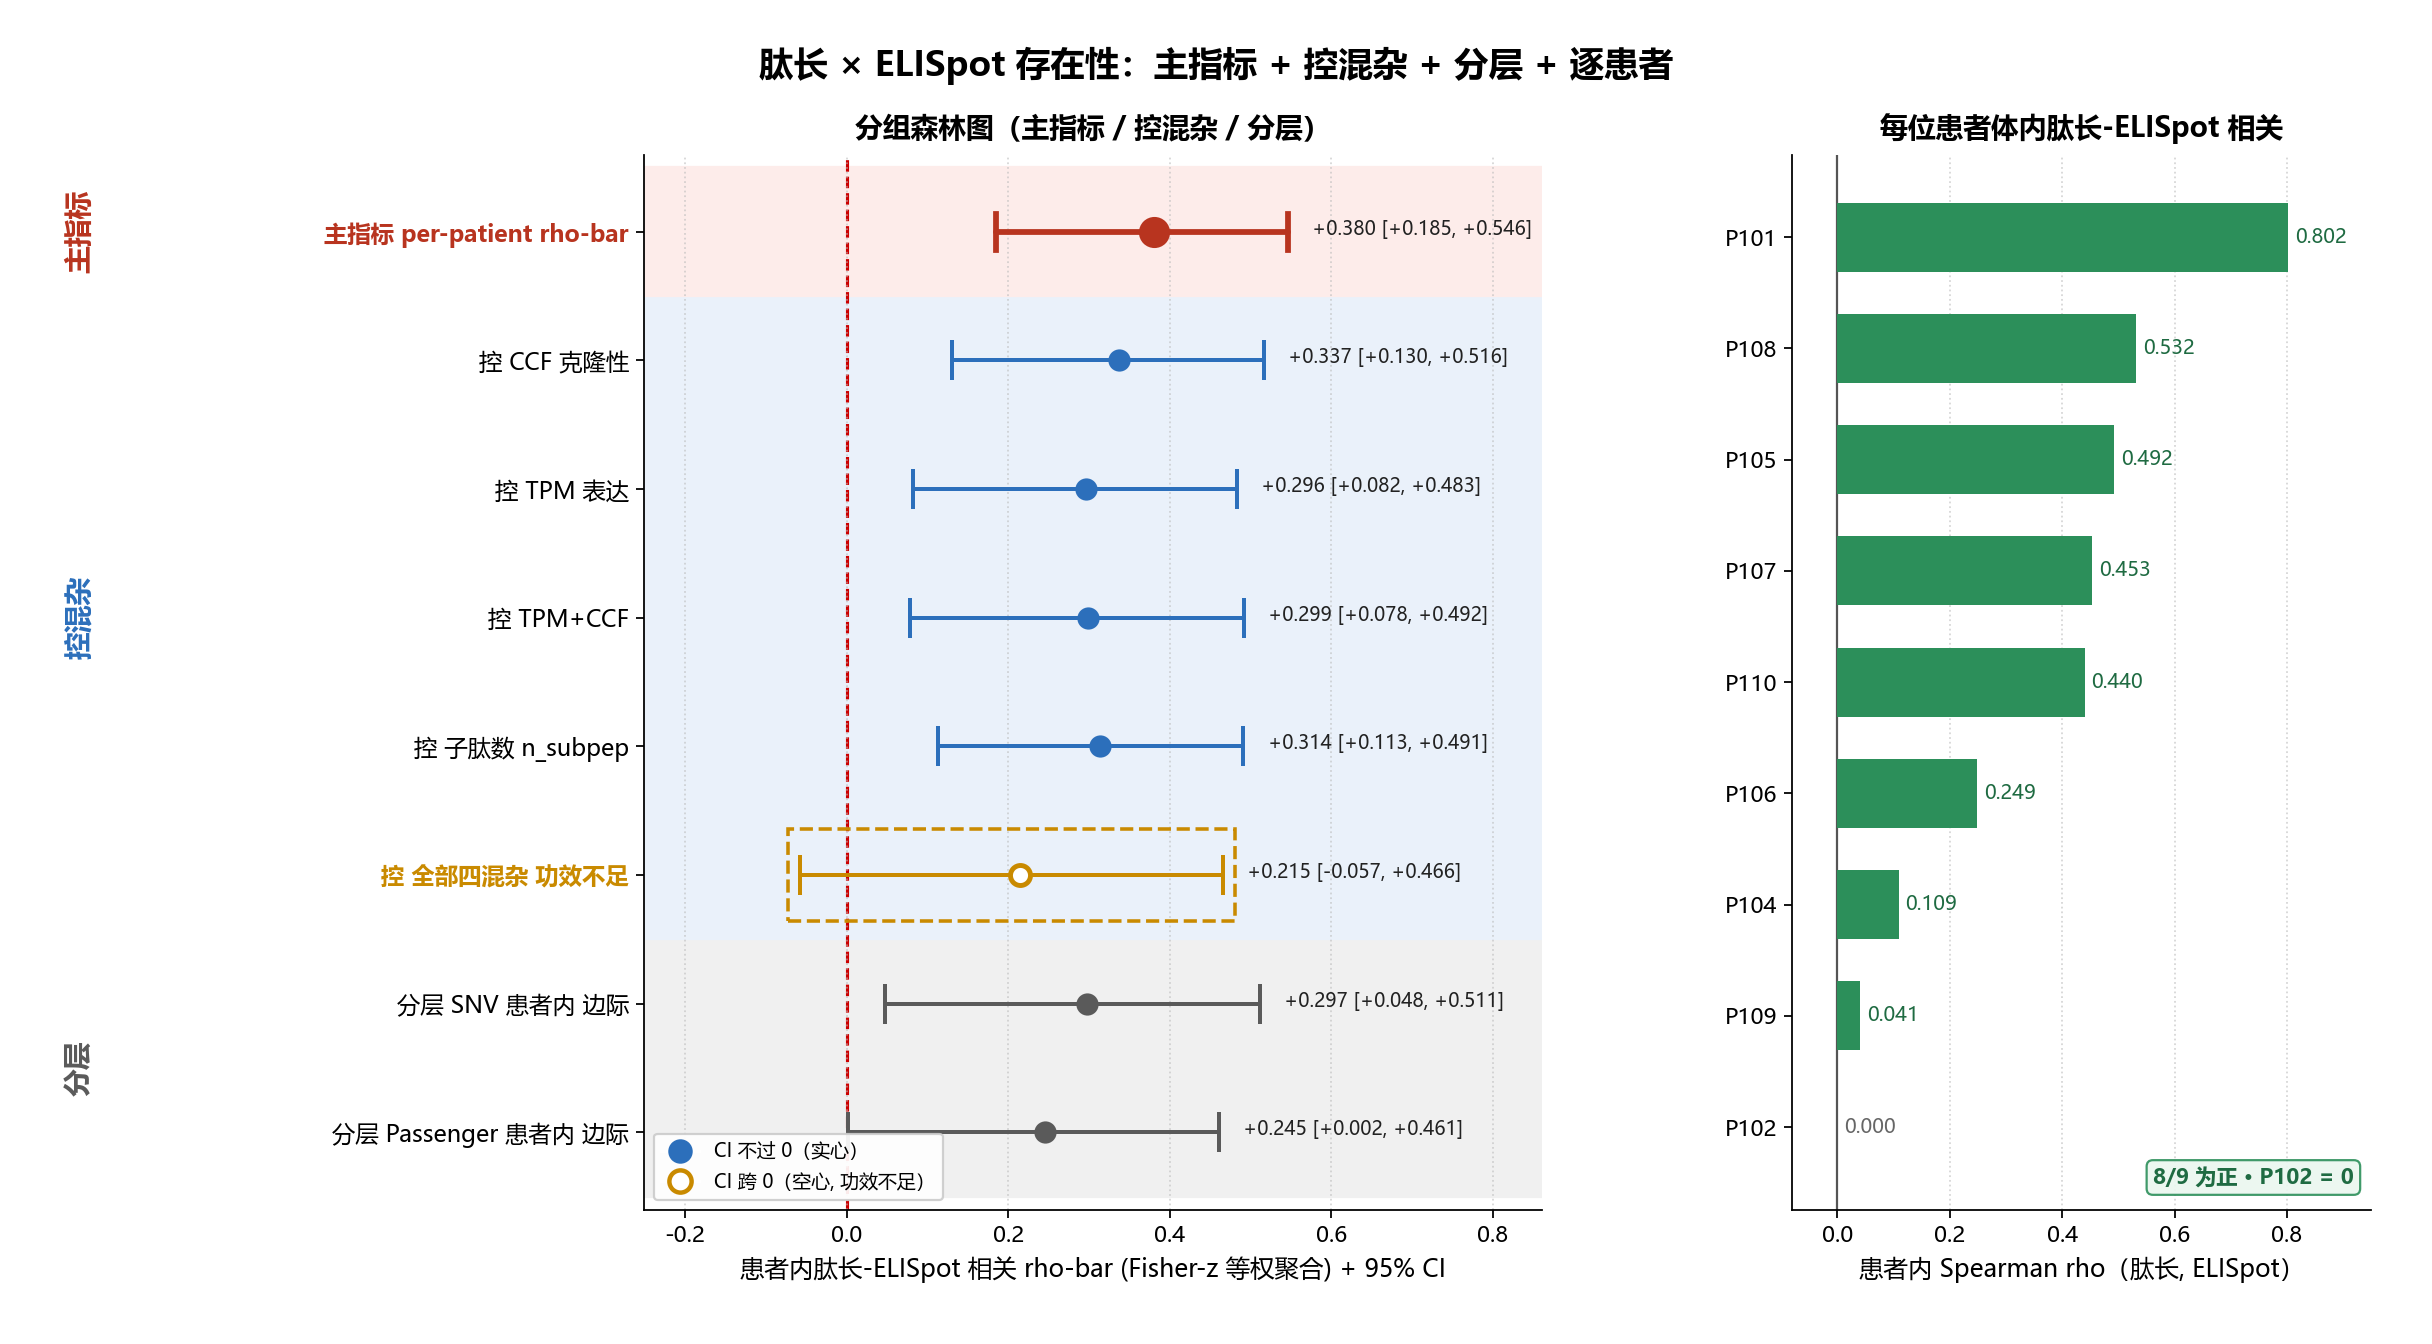 肽长 × ELISpot 存在性：主指标 + 控混杂 + 分层 + 逐患者
分组森林图（主指标 / 控混杂 / 分层）
主指标
主指标 per-patient rho-bar
+0.380 [+0.185, +0.546]
控混杂
控 CCF 克隆性
+0.337 [+0.130, +0.516]
控 TPM 表达
+0.296 [+0.082, +0.483]
控 TPM+CCF
+0.299 [+0.078, +0.492]
控 子肽数 n_subpep
+0.314 [+0.113, +0.491]
控 全部四混杂 功效不足
+0.215 [-0.057, +0.466]
分层
分层 SNV 患者内 边际
+0.297 [+0.048, +0.511]
分层 Passenger 患者内 边际
+0.245 [+0.002, +0.461]
CI 不过 0（实心）
CI 跨 0（空心, 功效不足）
-0.2 0.0 0.2 0.4 0.6 0.8
患者内肽长-ELISpot 相关 rho-bar (Fisher-z 等权聚合) + 95% CI
每位患者体内肽长-ELISpot 相关
P101 0.802
P108 0.532
P105 0.492
P107 0.453
P110 0.440
P106 0.249
P104 0.109
P109 0.041
P102 0.000
8/9 为正 • P102 = 0
0.0 0.2 0.4 0.6 0.8
患者内 Spearman rho（肽长, ELISpot）